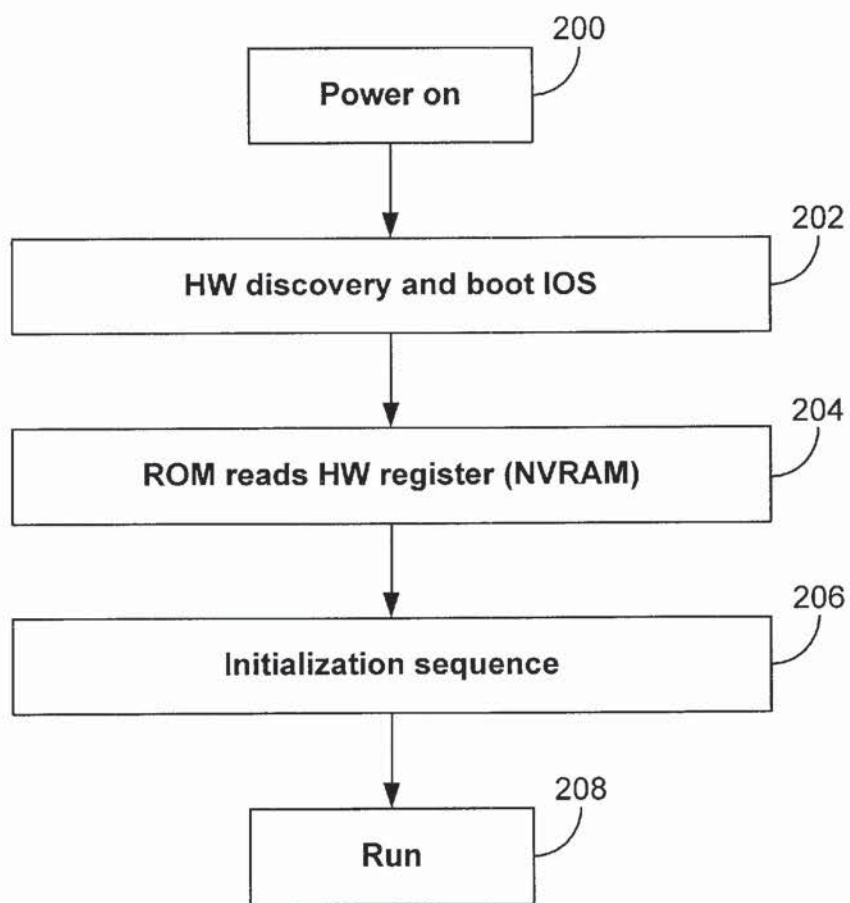 200
Power on
202
HW discovery and boot IOS
204
ROM reads HW register (NVRAM)
206
Initialization sequence
208
Run